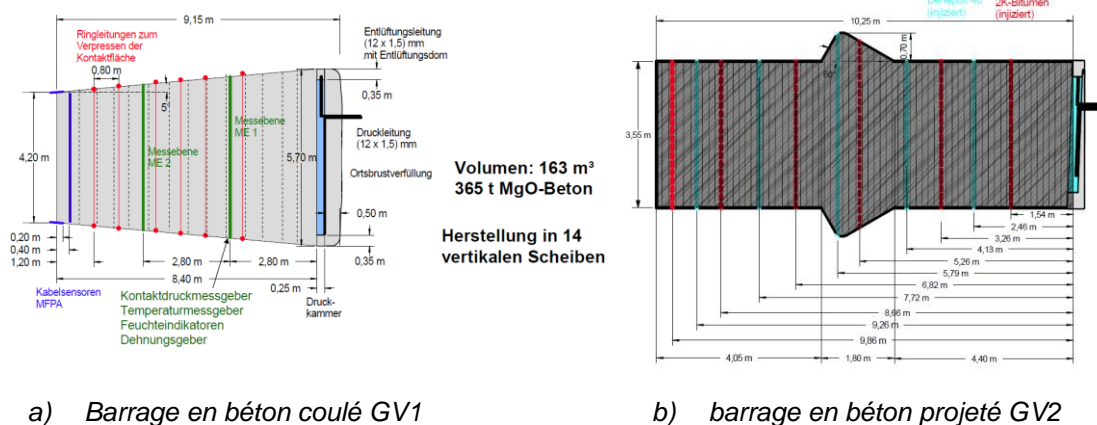 9,15 m
Ringleitungen zum
Verpressen der
Kontaktfläche
0,80 m
5°
Entlüftungsleitung
(12 x 1,5) mm
mit Entlüftungsdom
0,35 m
Messebene
ME 1
Messebene
ME 2
4,20 m
5,70 m
Druckleitung
(12 x 1,5) mm
Ortsbrustverfüllung
0,50 m
0,20 m
0,40 m
1,20 m
2,80 m
2,80 m
8,40 m
0,35 m
0,25 m
Kabelsensoren
MFPA
Kontaktdruckmessgeber
Temperaturmessgeber
Feuchteindikatoren
Dehnungsgeber
Druck-
kammer
Volumen: 163 m³
365 t MgO-Beton
Herstellung in 14
vertikalen Scheiben
(injiziert)
2K-Bitumen
(injiziert)
10,25 m
0,70 m
3,55 m
1,54 m
2,46 m
3,26 m
4,13 m
5,26 m
5,79 m
6,82 m
7,72 m
8,66 m
9,26 m
9,86 m
4,05 m
1,80 m
4,40 m
a) Barrage en béton coulé GV1
b) barrage en béton projeté GV2